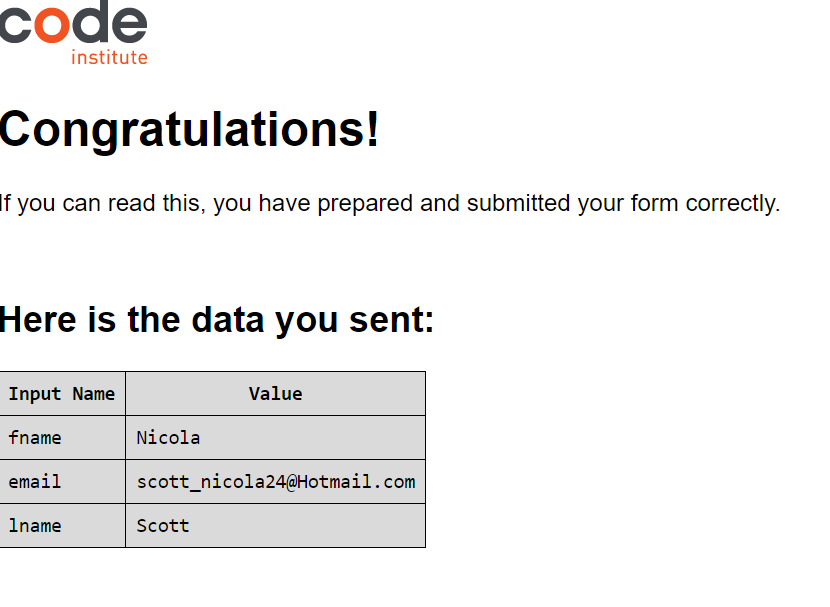 code
institute
Congratulations!
If you can read this, you have prepared and submitted your form correctly.
Here is the data you sent:
Input Name Value
fname Nicola
email scott_nicola24@Hotmail.com
lname Scott